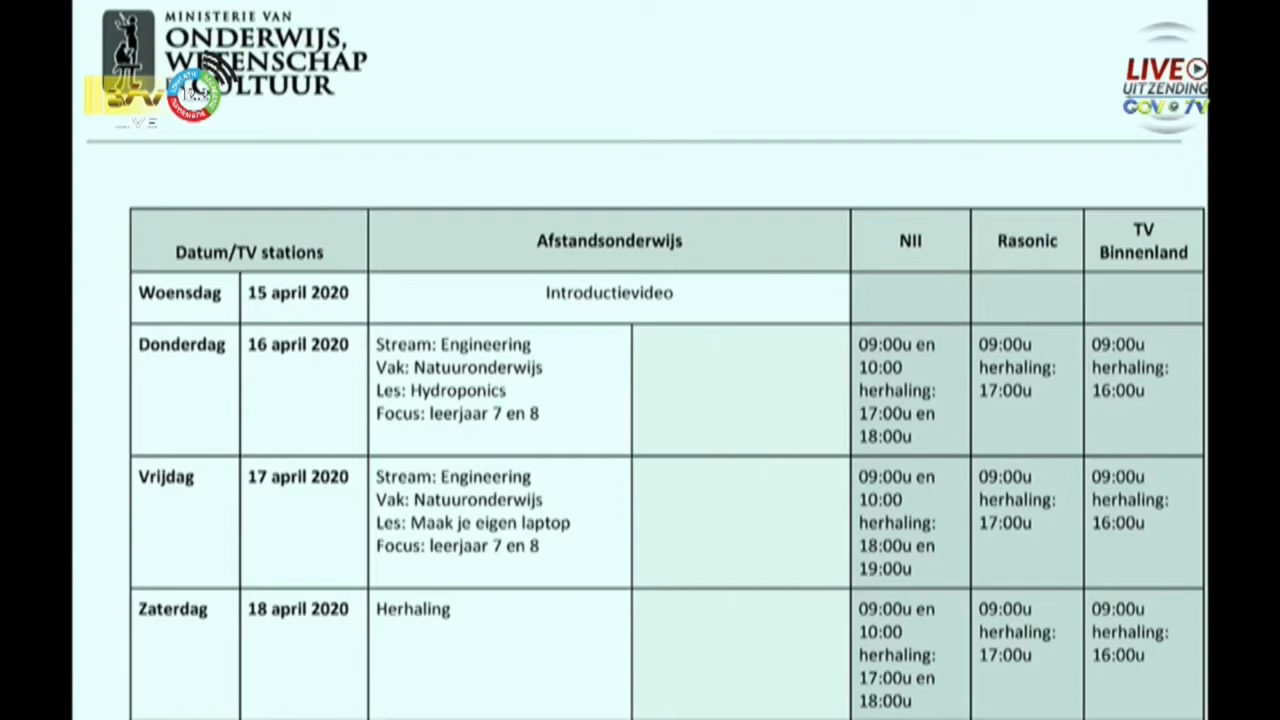 MINISTERIE VAN
ONDERWIJS,
WETENSCHAP
CULTUUR
LIVE
UITZENDING
GOV TV
LIVE
Datum/TV stations
Afstandsonderwijs
NII
Rasonic
TV
Binnenland
Woensdag
15 april 2020
Introductievideo
Donderdag
16 april 2020
Stream: Engineering
Vak: Natuuronderwijs
Les: Hydroponics
Focus: leerjaar 7 en 8
09:00u en
10:00
herhaling:
17:00u en
18:00u
09:00u
herhaling:
17:00u
09:00u
herhaling:
16:00u
Vrijdag
17 april 2020
Stream: Engineering
Vak: Natuuronderwijs
Les: Maak je eigen laptop
Focus: leerjaar 7 en 8
09:00u en
10:00
herhaling:
18:00u en
19:00u
09:00u
herhaling:
17:00u
09:00u
herhaling:
16:00u
Zaterdag
18 april 2020
Herhaling
09:00u en
10:00
herhaling:
17:00u en
18:00u
09:00u
herhaling:
17:00u
09:00u
herhaling:
16:00u